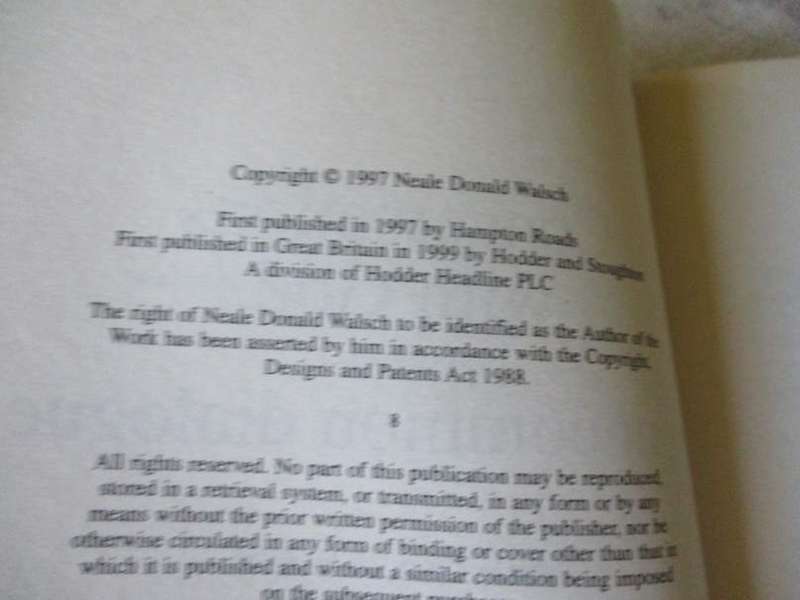 Copyright © 1997 Neale Donald Walsch
First published in 1997 by Hampton Roads
First published in Great Britain in 1999 by Hodder and Stoughton
A division of Hodder Headline PLC
The right of Neale Donald Walsch to be identified as the Author of the
Work has been asserted by him in accordance with the Copyright,
Designs and Patents Act 1988.
8
All rights reserved. No part of this publication may be reproduced,
stored in a retrieval system, or transmitted, in any form or by any
means without the prior written permission of the publisher, nor be
otherwise circulated in any form of binding or cover other than that in
which it is published and without a similar condition being imposed
on the subsequent